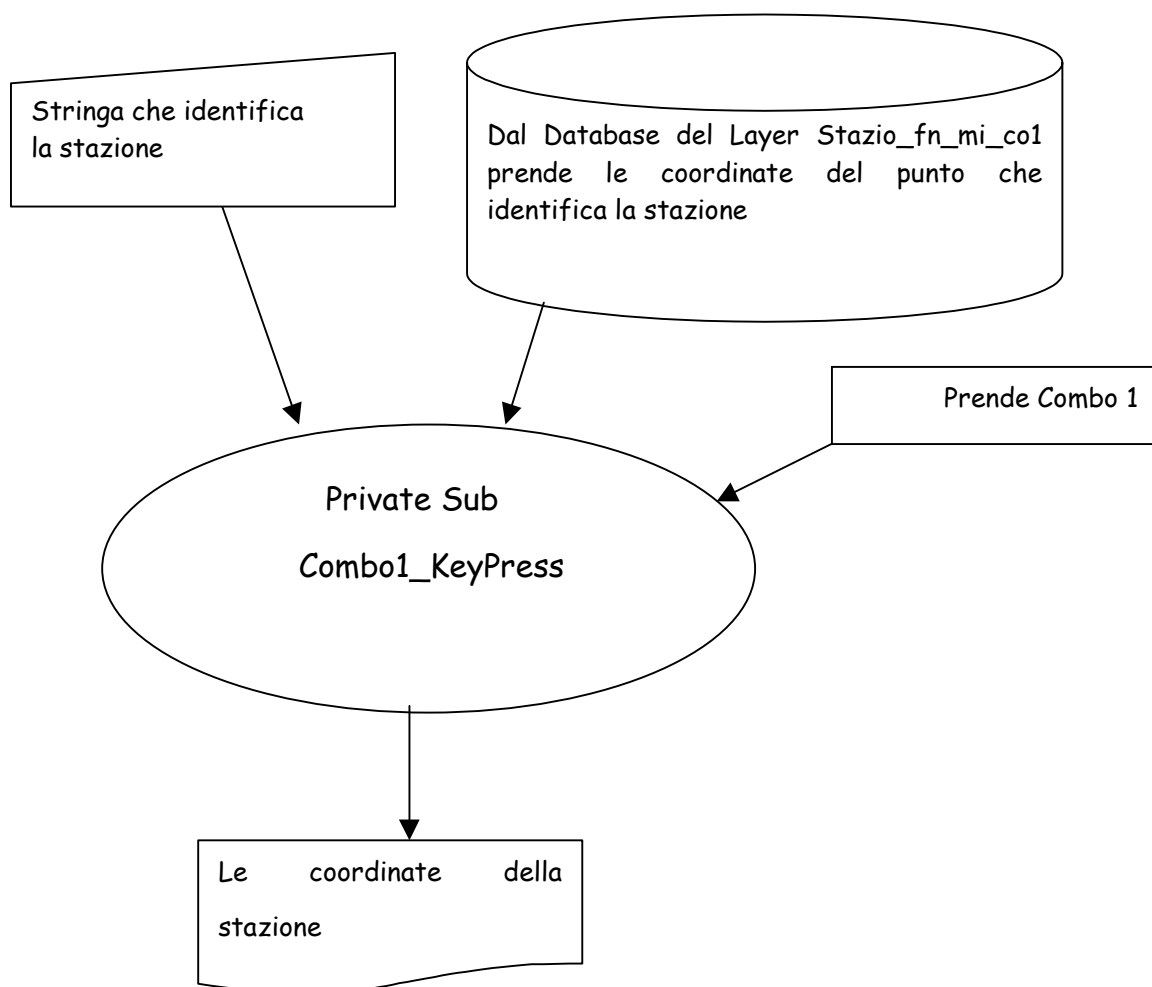 Stringa che identifica
la stazione
Dal Database del Layer Stazio_fn_mi_co1
prende le coordinate del punto che
identifica la stazione
Prende Combo 1
Private Sub
Combo1_KeyPress
Le coordinate della
stazione